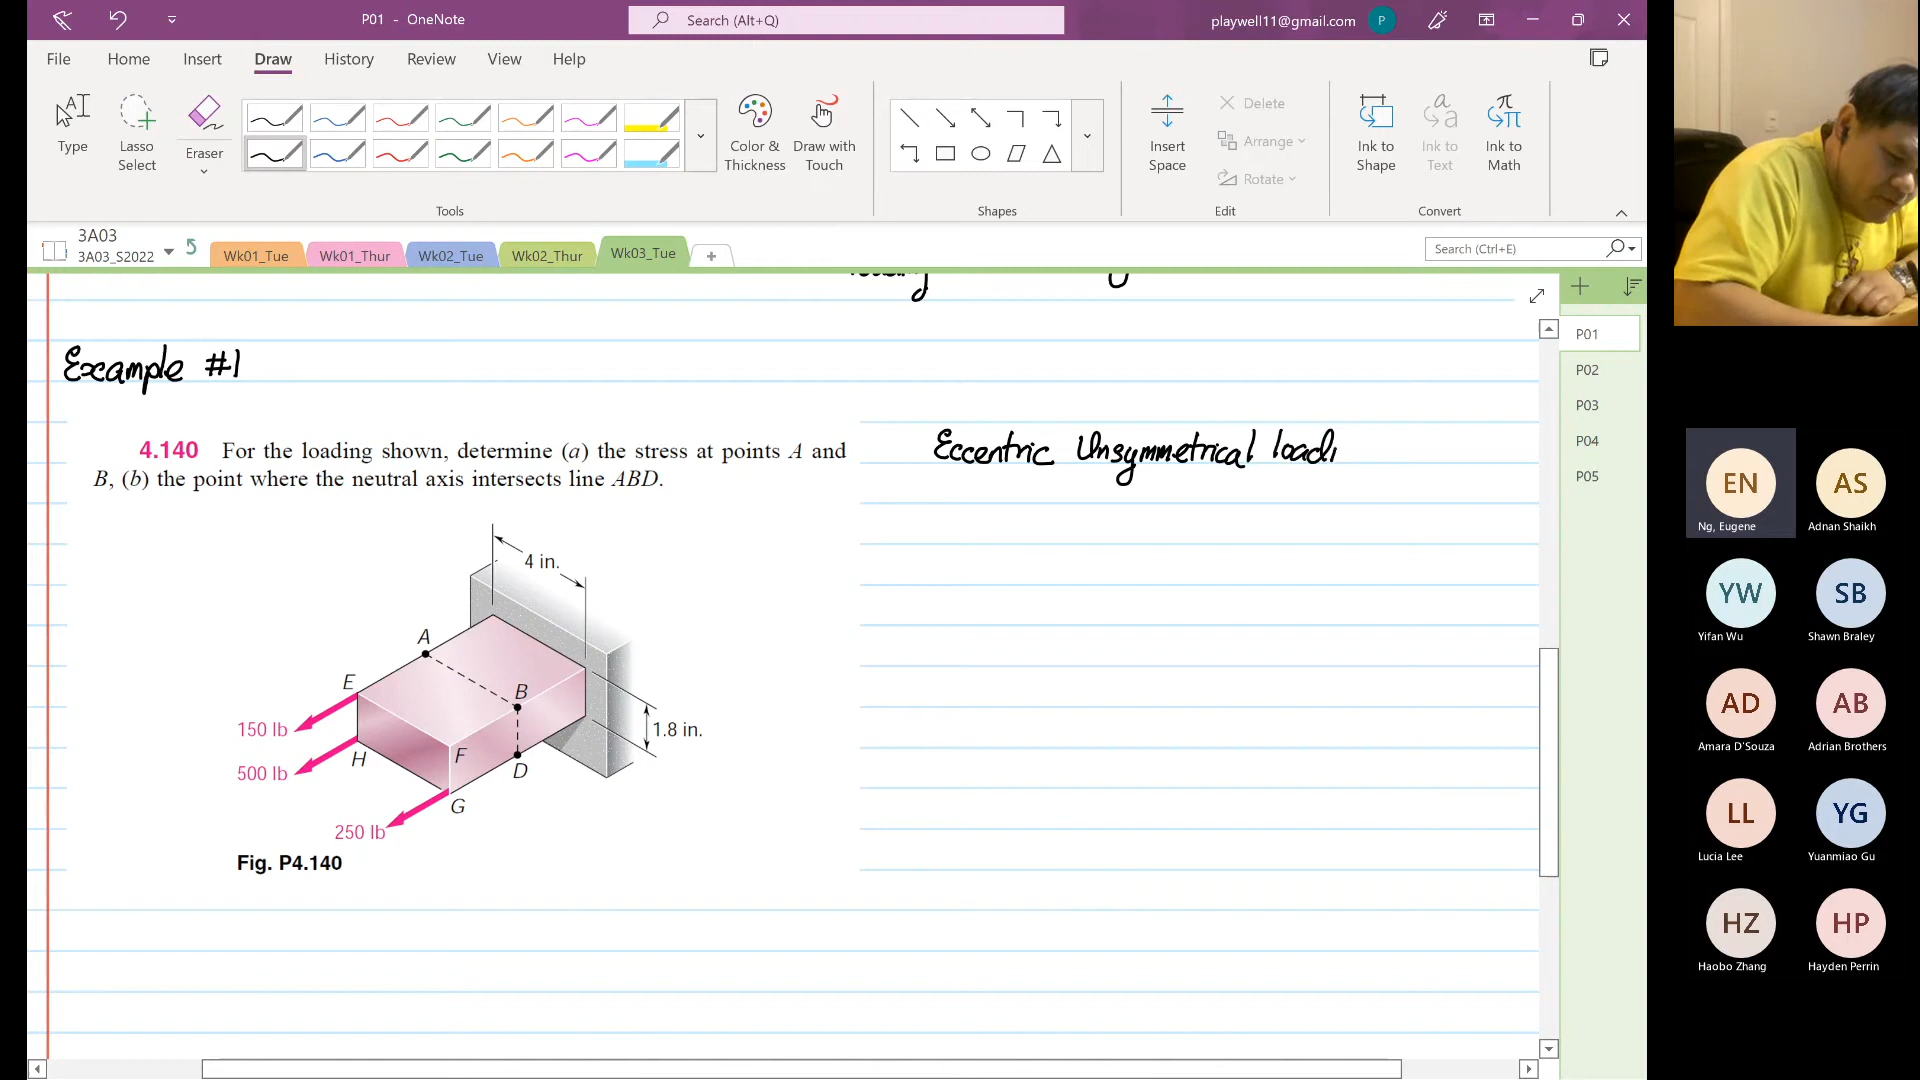 P01 - OneNote
Search (Alt+Q)
playwell11@gmail.com
P
File Home Insert Draw History Review View Help
Type
Lasso Select
Eraser
Color & Thickness
Draw with Touch
Insert Space
Delete
Arrange
Rotate
Ink to Shape
Ink to Text
Ink to Math
Tools Shapes Edit Convert
3A03
3A03_S2022
Wk01_Tue Wk01_Thur Wk02_Tue Wk02_Thur Wk03_Tue
Search (Ctrl+E)
P01
P02
P03
P04
P05
Example #1
4.140 For the loading shown, determine (a) the stress at points A and
B, (b) the point where the neutral axis intersects line ABD.
Eccentric Unsymmetrical loadi
4 in.
A
E
B
150 lb
1.8 in.
H
F
500 lb
D
G
250 lb
Fig. P4.140
EN
Ng, Eugene
AS
Adnan Shaikh
YW
Yifan Wu
SB
Shawn Braley
AD
Amara D'Souza
AB
Adrian Brothers
LL
Lucia Lee
YG
Yuanmiao Gu
HZ
Haobo Zhang
HP
Hayden Perrin